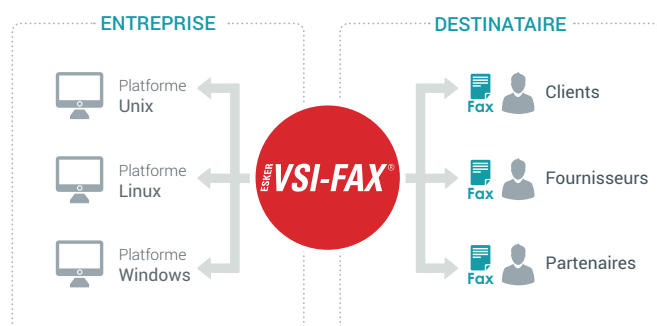 ENTREPRISE
DESTINATAIRE
Platforme
Unix
Platforme
Linux
Platforme
Windows
ESKER VSI-FAX®
Fax
Clients
Fax
Fournisseurs
Fax
Partenaires